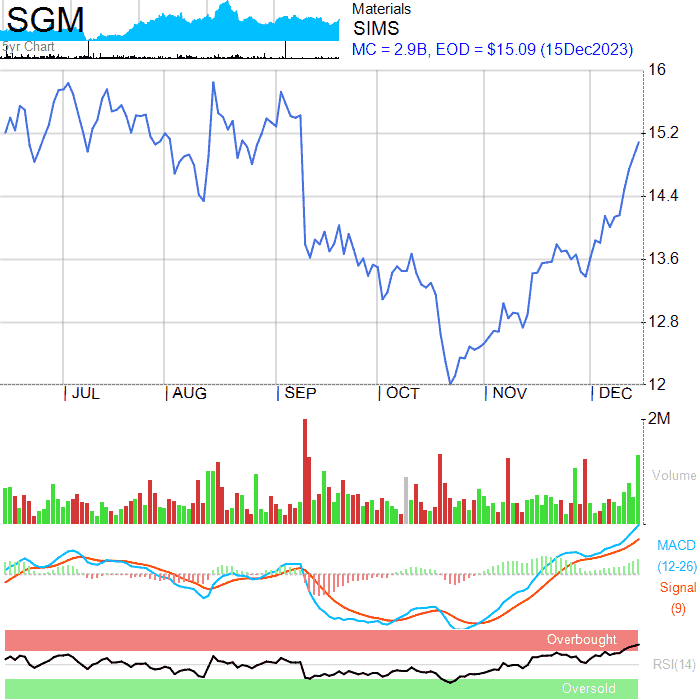 SGM
5yr Chart
Materials
SIMS
MC = 2.9B, EOD = $15.09 (15Dec2023)
16
15.2
14.4
13.6
12.8
12
JUL
AUG
SEP
OCT
NOV
DEC
2M
Volume
MACD
(12-26)
Signal
(9)
Overbought
RSI(14)
Oversold